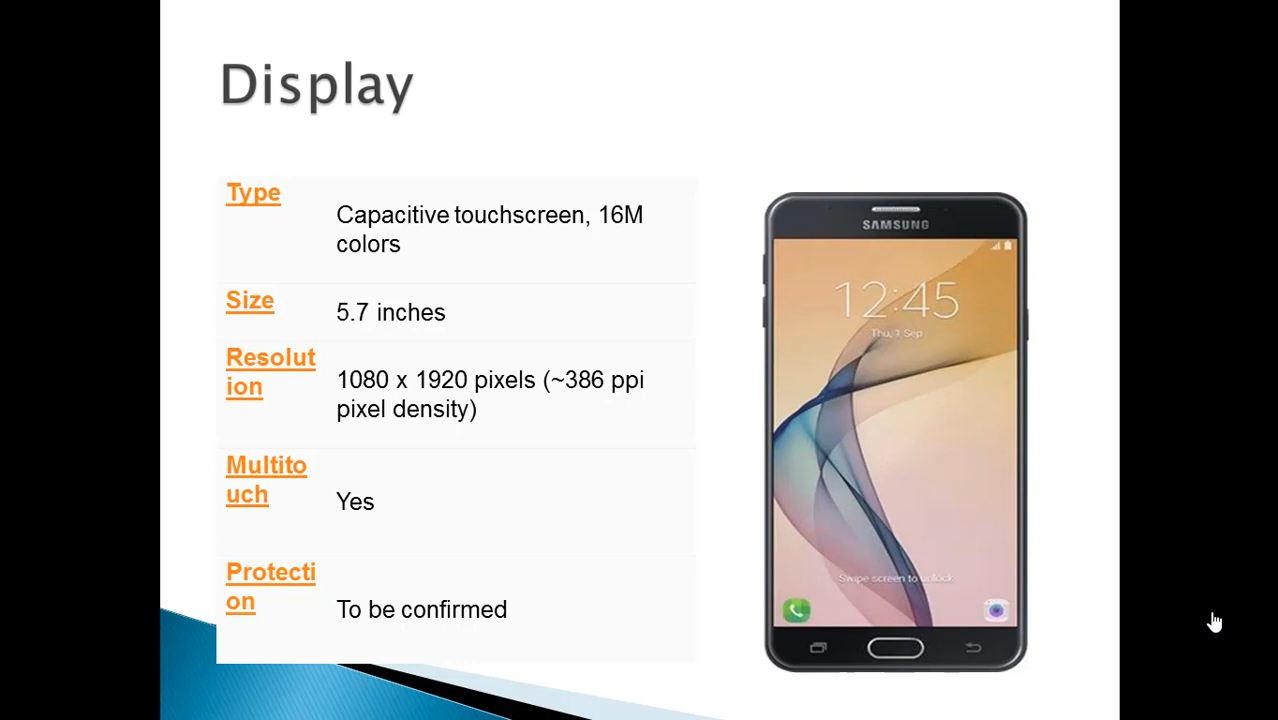 Display
Type
Capacitive touchscreen, 16M
colors
Size
5.7 inches
Resolut
ion
1080 x 1920 pixels (~386 ppi
pixel density)
Multito
uch
Yes
Protecti
on
To be confirmed
SAMSUNG
12:45
Thu, 1 Sep
Swipe screen to unlock